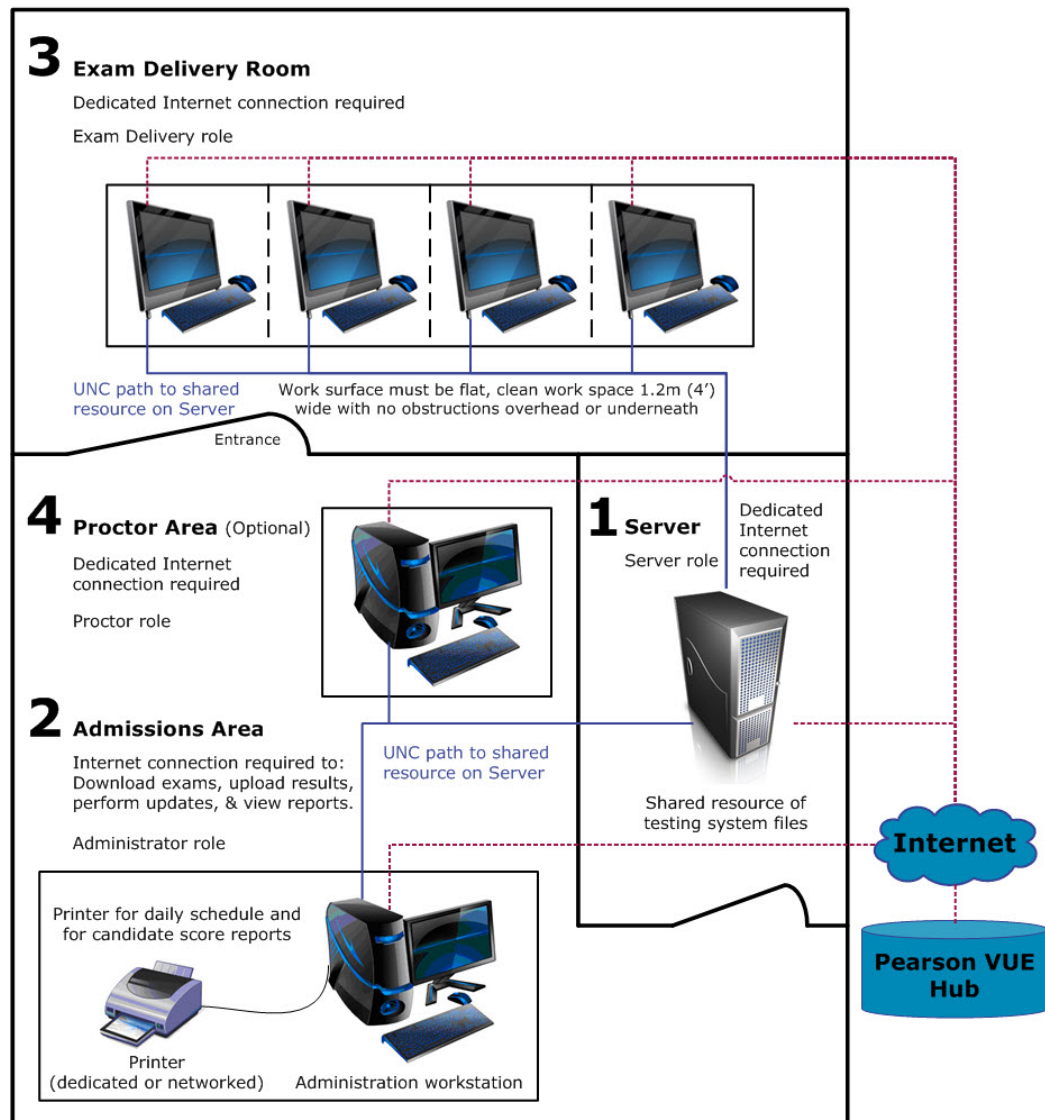 3 Exam Delivery Room
Dedicated Internet connection required
Exam Delivery role
UNC path to shared
resource on Server
Work surface must be flat, clean work space 1.2m (4’)
wide with no obstructions overhead or underneath
Entrance
4 Proctor Area (Optional)
Dedicated Internet
connection required
Proctor role
1 Server
Server role
Dedicated
Internet
connection
required
2 Admissions Area
Internet connection required to:
Download exams, upload results,
perform updates, & view reports.
Administrator role
UNC path to shared
resource on Server
Shared resource of
testing system files
Internet
Pearson VUE
Hub
Printer for daily schedule and
for candidate score reports
Printer
(dedicated or networked)
Administration workstation